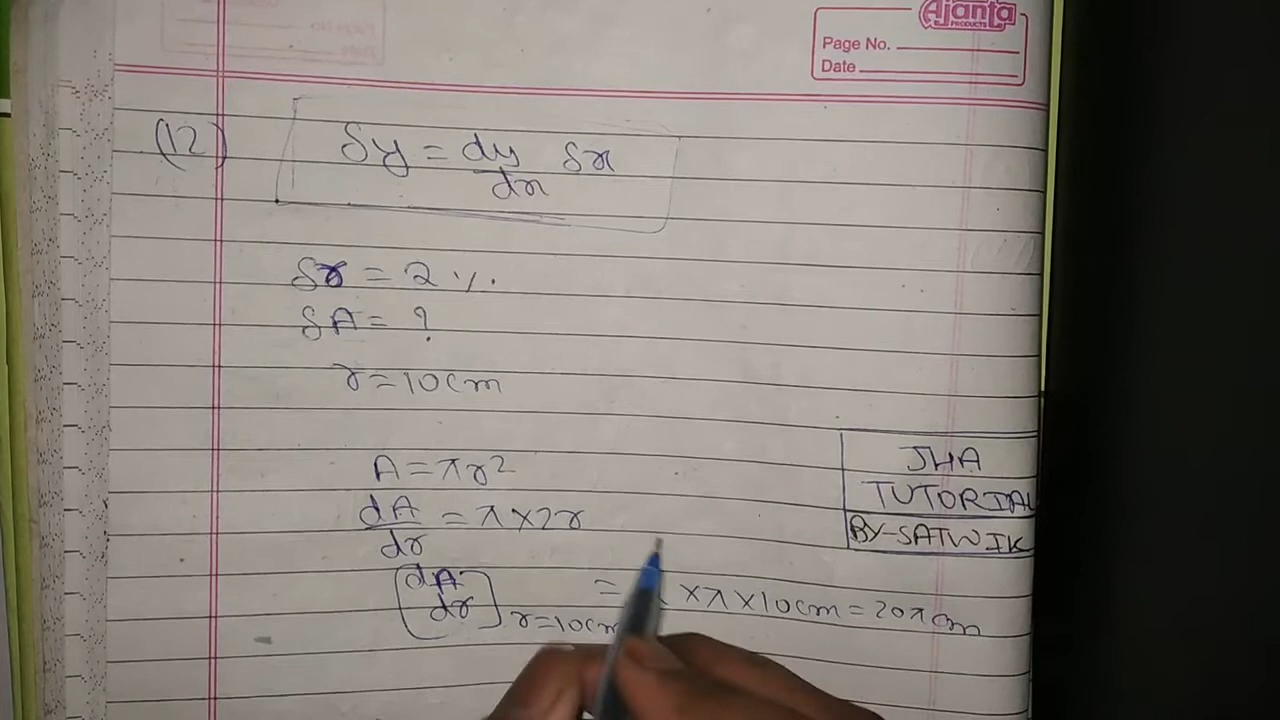 Ajanta
PRODUCTS
Page No.
Date
(12) δy = dy/dx δx
δr = 2 %.
δA = ?
r = 10cm
A = πr²
dA/dr = π×2r
(dA/dr) r=10cm = ×π×10cm = 20π cm
JHA
TUTORIAL
BY-SATWIK